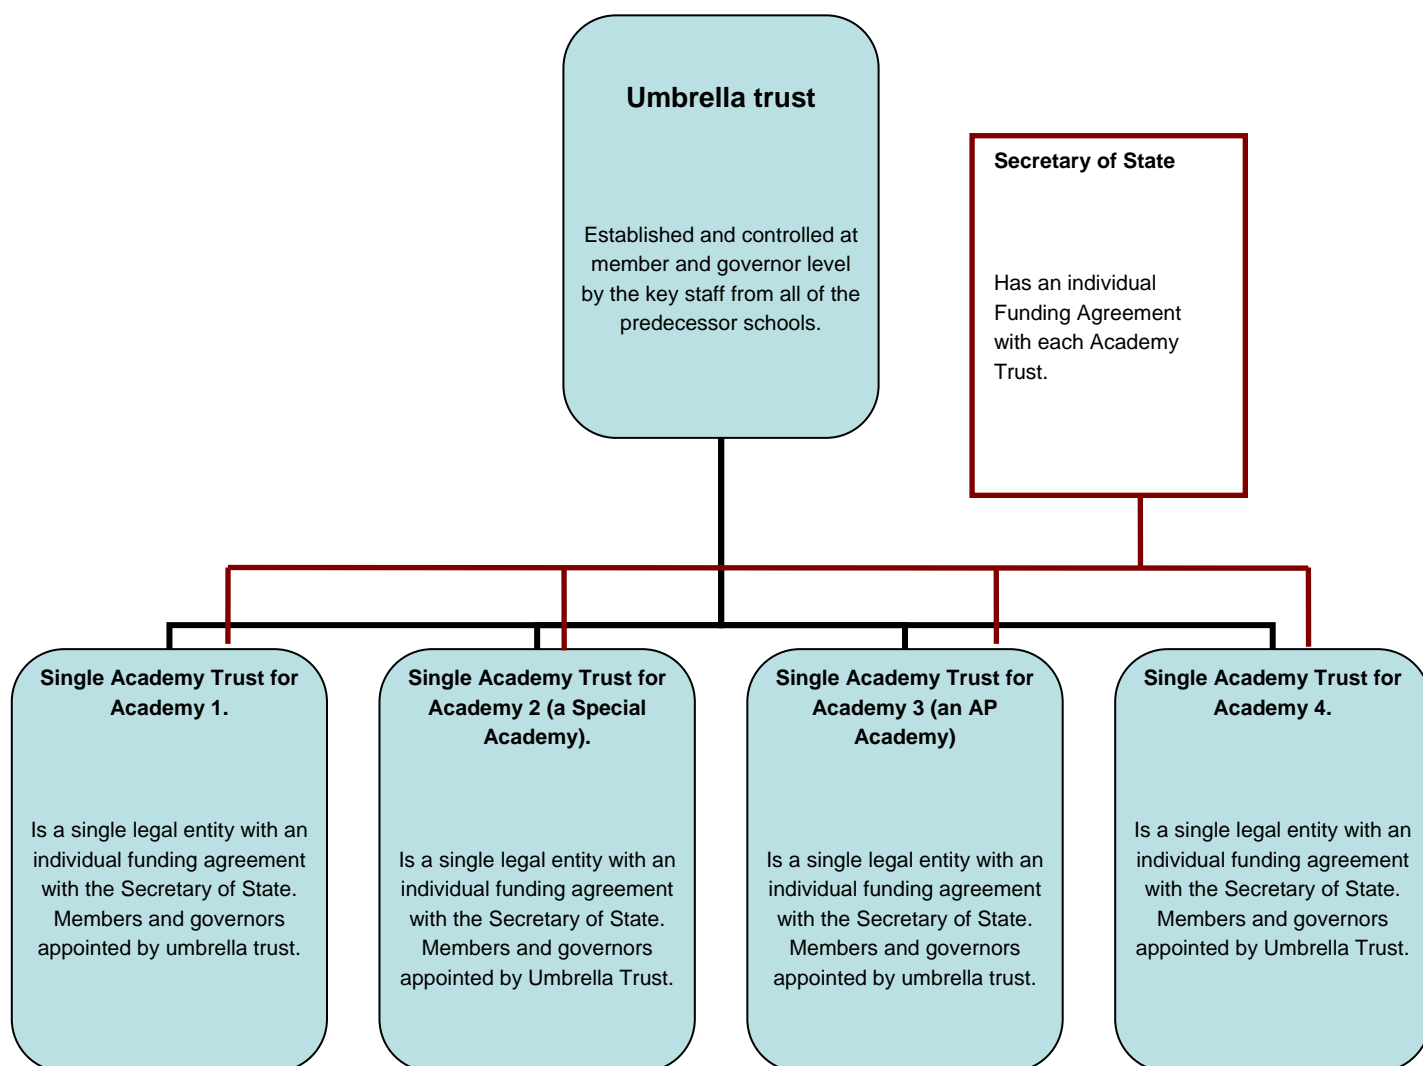 Umbrella trust
Established and controlled at
member and governor level
by the key staff from all of the
predecessor schools.
Secretary of State
Has an individual
Funding Agreement
with each Academy
Trust.
Single Academy Trust for
Academy 1.
Is a single legal entity with an
individual funding agreement
with the Secretary of State.
Members and governors
appointed by umbrella trust.
Single Academy Trust for
Academy 2 (a Special
Academy).
Is a single legal entity with an
individual funding agreement
with the Secretary of State.
Members and governors
appointed by Umbrella Trust.
Single Academy Trust for
Academy 3 (an AP
Academy)
Is a single legal entity with an
individual funding agreement
with the Secretary of State.
Members and governors
appointed by umbrella trust.
Single Academy Trust for
Academy 4.
Is a single legal entity with an
individual funding agreement
with the Secretary of State.
Members and governors
appointed by Umbrella Trust.